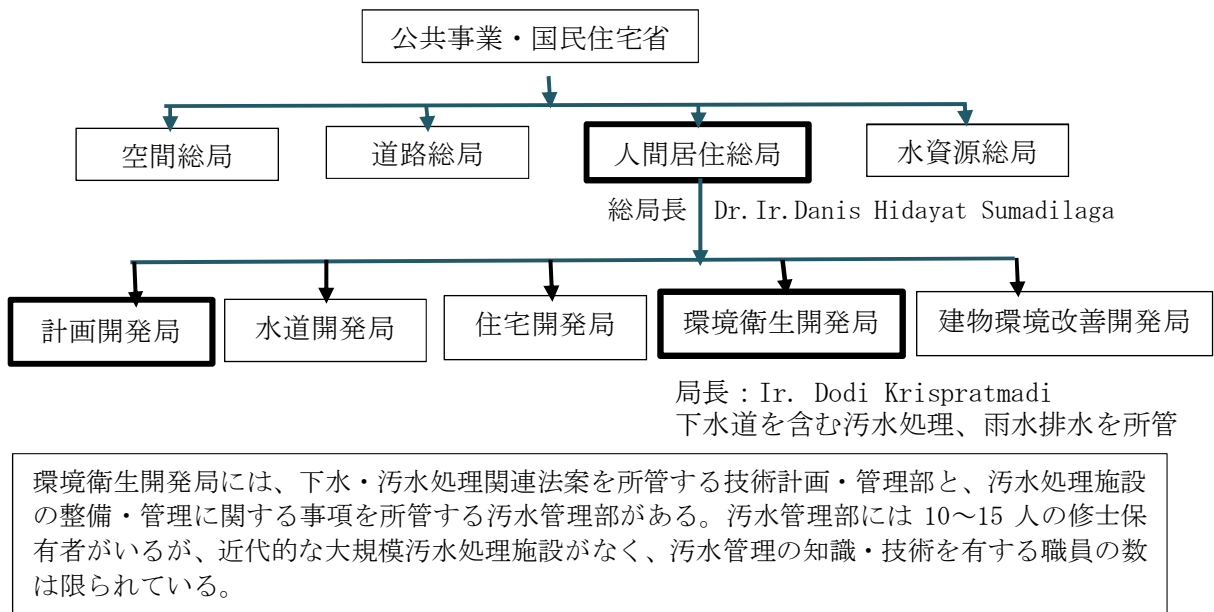 公共事業・国民住宅省
空間総局
道路総局
人間居住総局
水資源総局
総局長 Dr.Ir.Danis Hidayat Sumadilaga
計画開発局
水道開発局
住宅開発局
環境衛生開発局
建物環境改善開発局
局長：Ir. Dodi Krispratmadi
下水道を含む汚水処理、雨水排水を所管
環境衛生開発局には、下水・汚水処理関連法案を所管する技術計画・管理部と、汚水処理施設
の整備・管理に関する事項を所管する汚水管理部がある。汚水管理部には 10～15 人の修士保
有者がいるが、近代的な大規模汚水処理施設がなく、汚水管理の知識・技術を有する職員の数
は限られている。